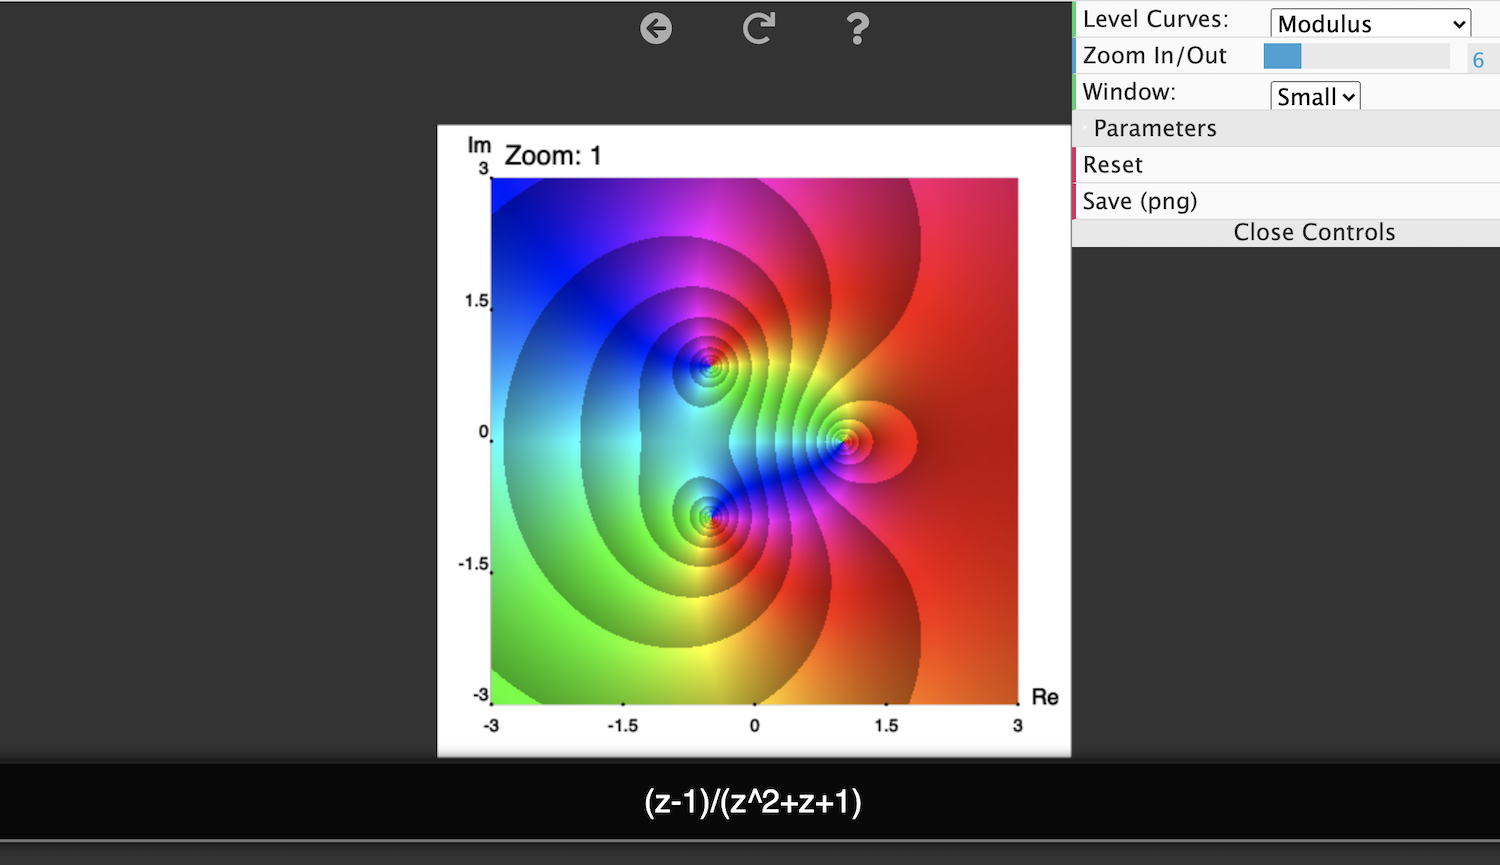 ?
Level Curves: Modulus
Zoom In/Out 6
Window: Small
Parameters
Reset
Save (png)
Close Controls
Im
Zoom: 1
3
1.5
0
-1.5
-3
Re
-3 -1.5 0 1.5 3
(z-1)/(z^2+z+1)